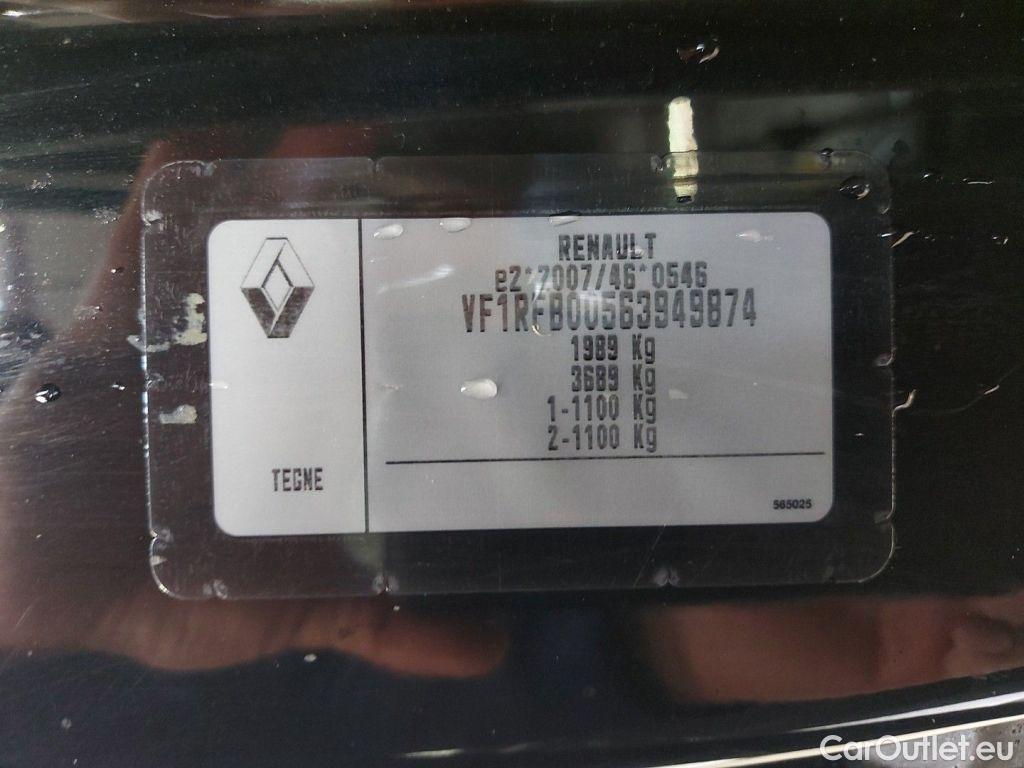 RENAULT
e2*2007/46*0546
VF1RFB00563949874
1989 Kg
3689 Kg
1-1100 Kg
2-1100 Kg
TEGNE
565025
CarOutlet.eu